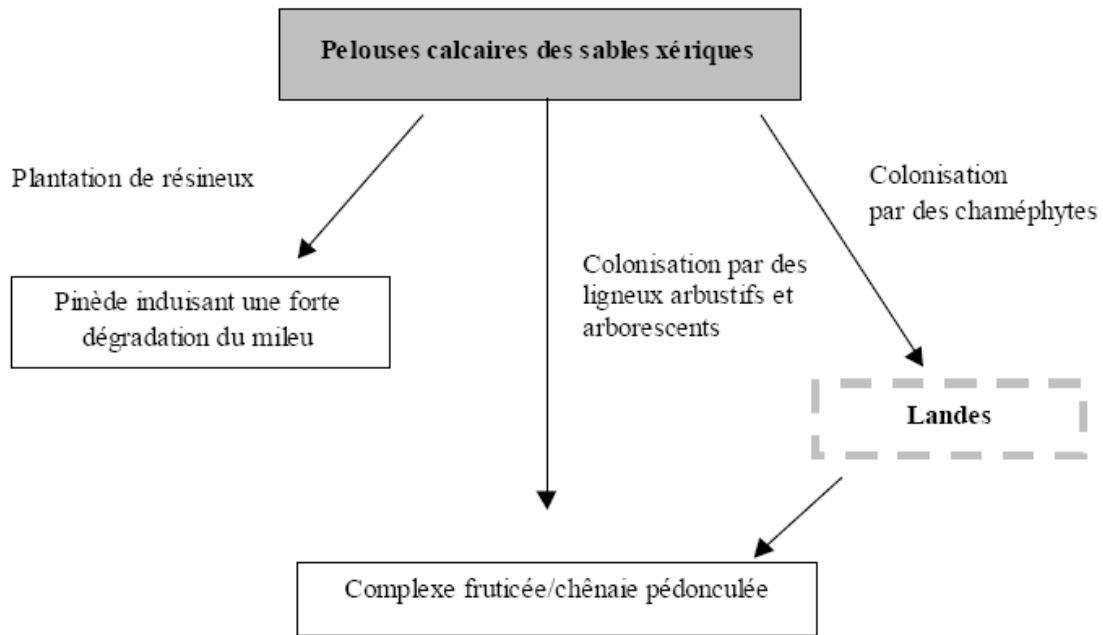 Pelouses calcaires des sables xériques
Plantation de résineux
Colonisation
par des chaméphytes
Colonisation par des
ligneux arbustifs et
arborescents
Pinède induisant une forte
dégradation du mileu
Landes
Complexe fruticée/chênaie pédonculée